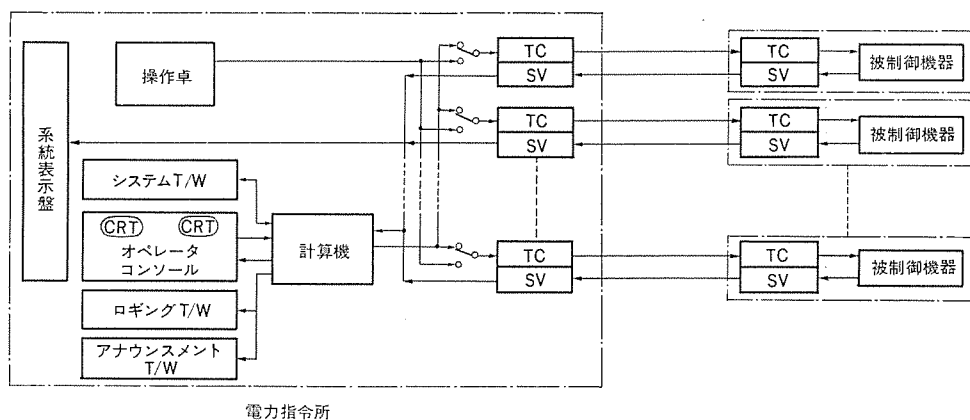 系統表示盤
操作卓
システムT/W
CRT CRT
オペレータ
コンソール
ロギングT/W
アナウンスメント
T/W
計算機
TC
SV
TC
SV
TC
SV
TC
SV
被制御機器
TC
SV
被制御機器
TC
SV
被制御機器
電力指令所